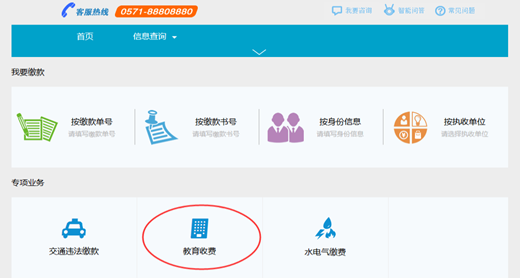 客服热线 0571-88808880 我要咨询 智能问答 常见问题
首页 信息查询
我要缴款
按缴款单号 按缴款书号 按身份信息 按执收单位
请填写缴款单号 请填写缴款书号 请填写身份信息 请选择执收单位
专项业务
交通违法缴款 教育收费 水电气缴费